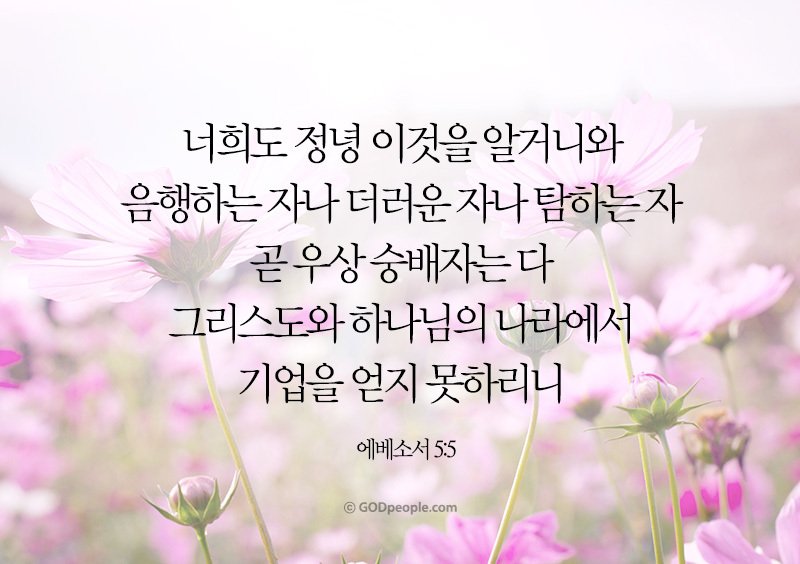 너희도 정녕 이것을 알거니와
음행하는 자나 더러운 자나 탐하는 자
곧 우상 숭배자는 다
그리스도와 하나님의 나라에서
기업을 얻지 못하리니
에베소서 5:5
© GODpeople.com